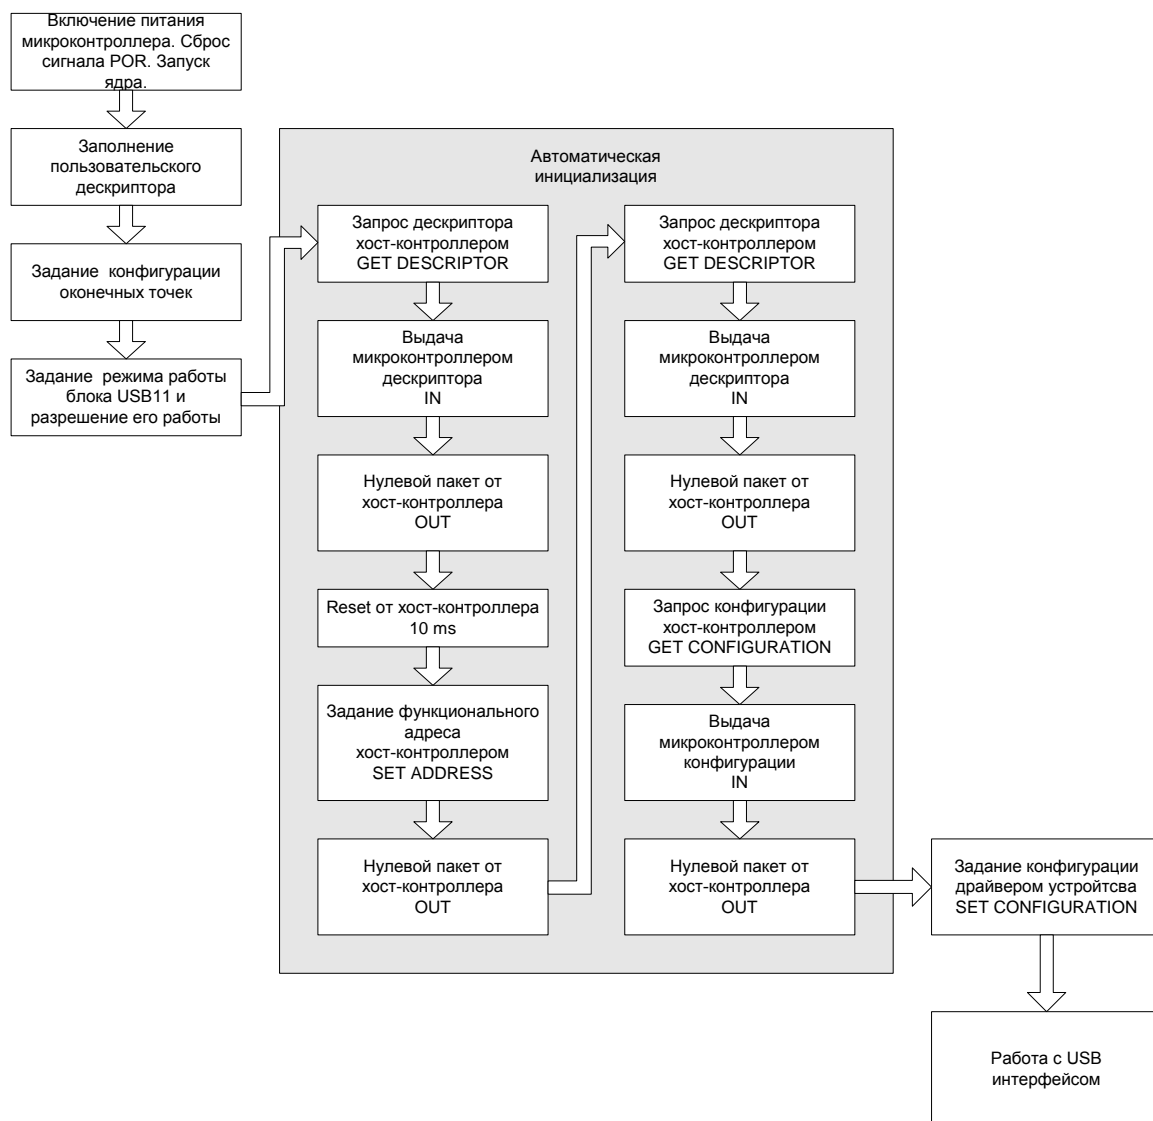 Включение питания
микроконтроллера. Сброс
сигнала POR. Запуск
ядра.
Заполнение
пользовательского
дескриптора
Задание конфигурации
оконечных точек
Задание режима работы
блока USB11 и
разрешение его работы
Автоматическая
инициализация
Запрос дескриптора
хост-контроллером
GET DESCRIPTOR
Выдача
микроконтроллером
дескриптора
IN
Нулевой пакет от
хост-контроллера
OUT
Reset от хост-контроллера
10 ms
Задание функционального
адреса
хост-контроллером
SET ADDRESS
Нулевой пакет от
хост-контроллера
OUT
Запрос дескриптора
хост-контроллером
GET DESCRIPTOR
Выдача
микроконтроллером
дескриптора
IN
Нулевой пакет от
хост-контроллера
OUT
Запрос конфигурации
хост-контроллером
GET CONFIGURATION
Выдача
микроконтроллером
конфигурации
IN
Нулевой пакет от
хост-контроллера
OUT
Задание конфигурации
драйвером устройтсва
SET CONFIGURATION
Работа с USB
интерфейсом